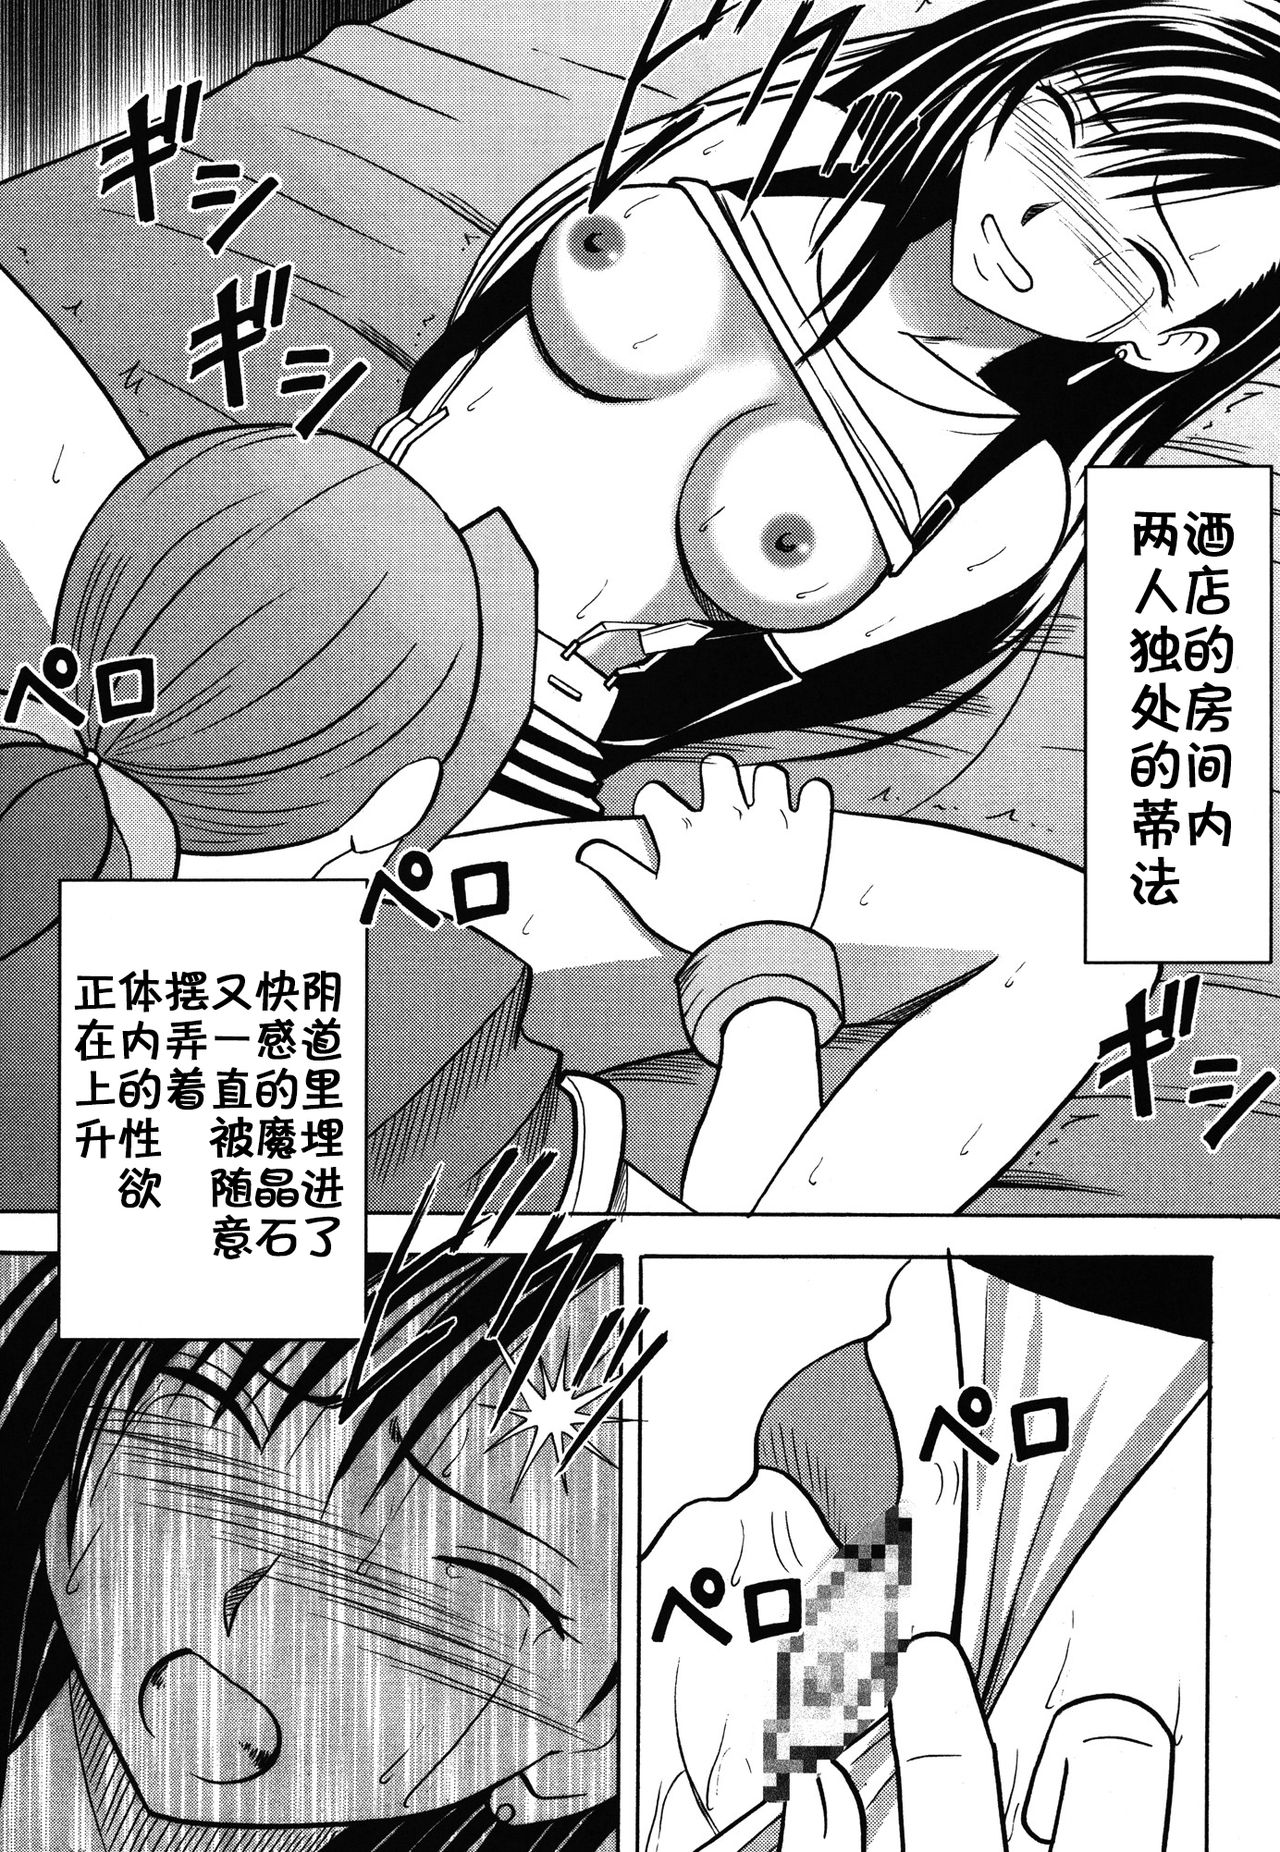 ギシ
ギシ
酒店的房间内
两人独处的蒂法
ペロ
ペロ
ギシ
阴道里埋进了
快感的魔晶石
又一直被随意
摆弄着
体内的性欲
正在上升
ペロ
ペロ